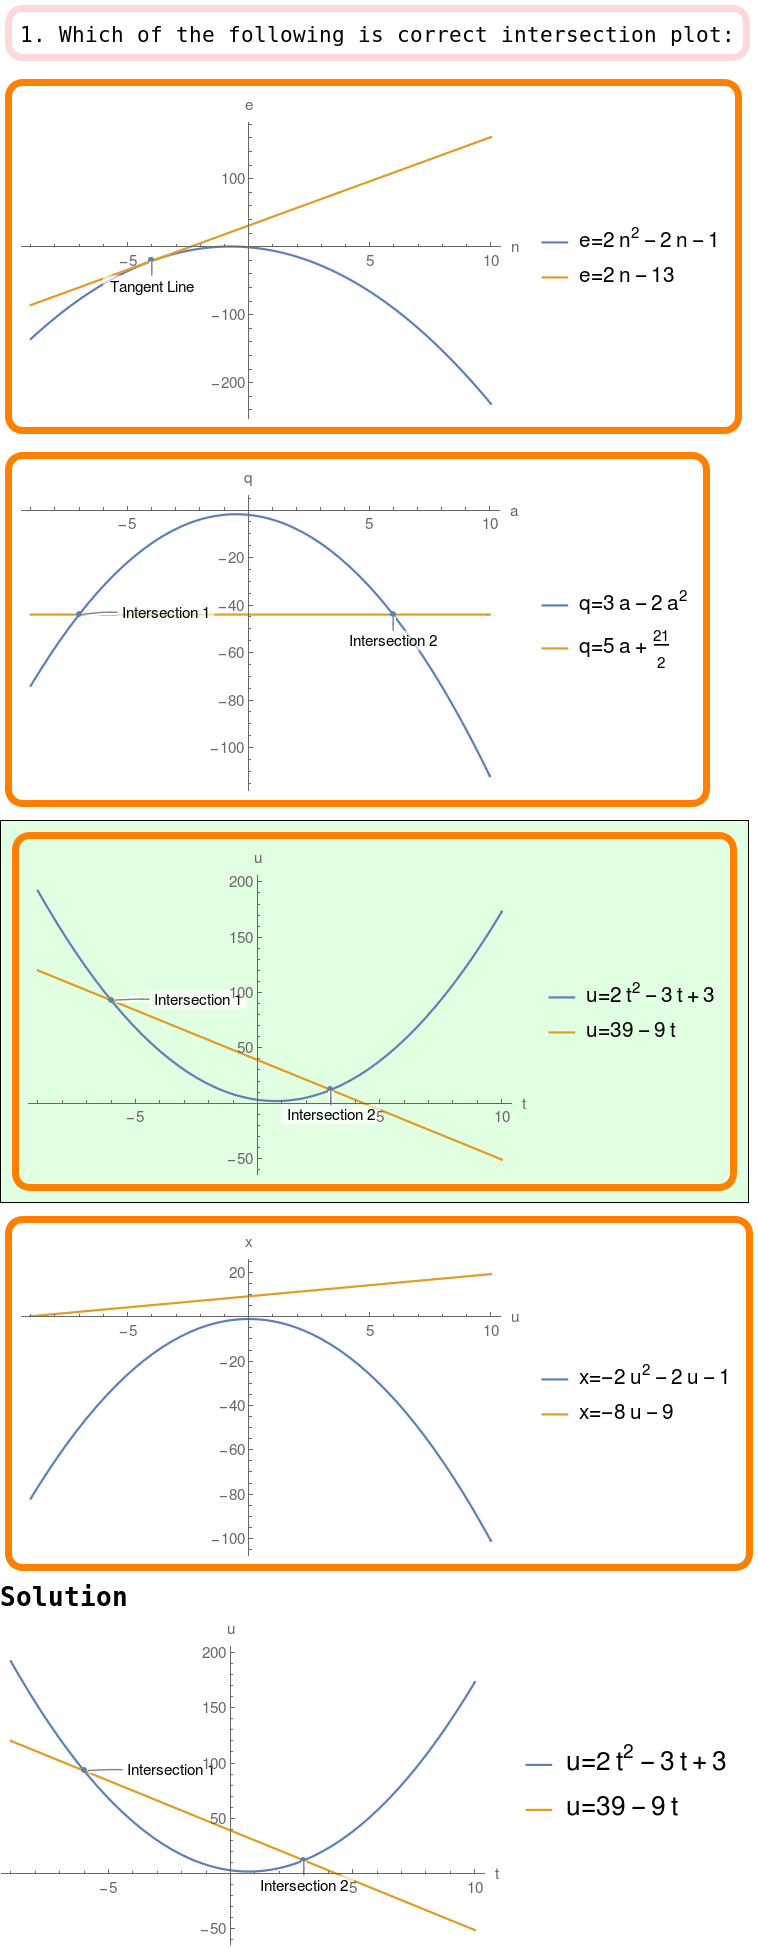 1. Which of the following is correct intersection plot:
e
100
−5 5 10 n
Tangent Line
−100
−200
e=2 n² − 2 n − 1
e=2 n − 13
q
−5 5 10 a
−20
Intersection 1 −40
Intersection 2
−60
−80
−100
q=3 a − 2 a²
q=5 a + 21/2
u
200
150
Intersection 1 100
50
Intersection 2
−5 5 10 t
−50
u=2 t² − 3 t + 3
u=39 − 9 t
x
20
−5 5 10 u
−20
−40
−60
−80
−100
x=−2 u² − 2 u − 1
x=−8 u − 9
Solution
u
200
150
Intersection 1 100
50
Intersection 2
−5 5 10 t
−50
u=2 t² − 3 t + 3
u=39 − 9 t